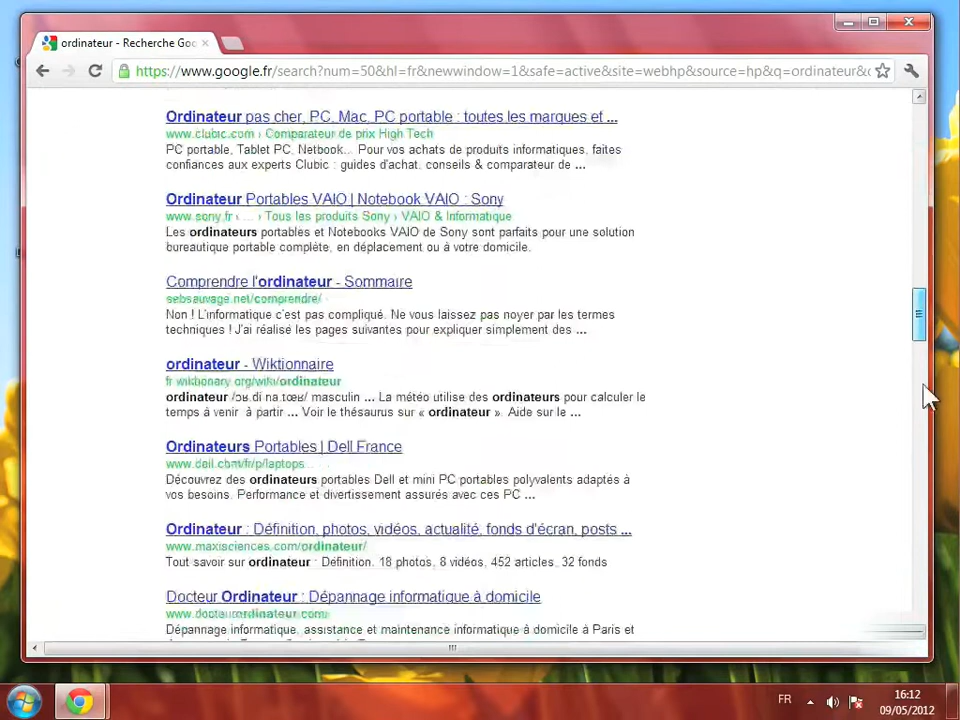 ordinateur - Recherche Goo
https://www.google.fr/search?num=50&hl=fr&newwindow=1&safe=active&site=webhp&source=hp&q=ordinateur&
Ordinateur pas cher, PC, Mac, PC portable : toutes les marques et ...
www.clubic.com › Comparateur de prix High Tech
PC portable, Tablet PC, Netbook... Pour vos achats de produits informatiques, faites
confiances aux experts Clubic : guides d'achat, conseils & comparateur de ...
Ordinateur Portables VAIO | Notebook VAIO : Sony
www.sony.fr › ... › Tous les produits Sony › VAIO & Informatique
Les ordinateurs portables et Notebooks VAIO de Sony sont parfaits pour une solution
bureautique portable complète, en déplacement ou à votre domicile.
Comprendre l'ordinateur - Sommaire
sebsauvage.net/comprendre/
Non ! L'informatique c'est pas compliqué. Ne vous laissez pas noyer par les termes
techniques ! J'ai réalisé les pages suivantes pour expliquer simplement des ...
ordinateur - Wiktionnaire
fr.wiktionary.org/wiki/ordinateur
ordinateur masculin ... La météo utilise des ordinateurs pour calculer le
temps à venir à partir ... Voir le thésaurus sur « ordinateur ». Aide sur le ...
Ordinateurs Portables | Dell France
www.dell.com/fr/p/laptops
Découvrez des ordinateurs portables Dell et mini PC portables polyvalents adaptés à
vos besoins. Performance et divertissement assurés avec ces PC ...
Ordinateur : Définition, photos, vidéos, actualité, fonds d'écran, posts ...
www.maxisciences.com/ordinateur/
Tout savoir sur ordinateur : Définition, 18 photos, 8 vidéos, 452 articles, 32 fonds
Docteur Ordinateur : Dépannage informatique à domicile
Dépannage informatique, assistance et maintenance informatique à domicile à Paris et
FR
16:12
09/05/2012